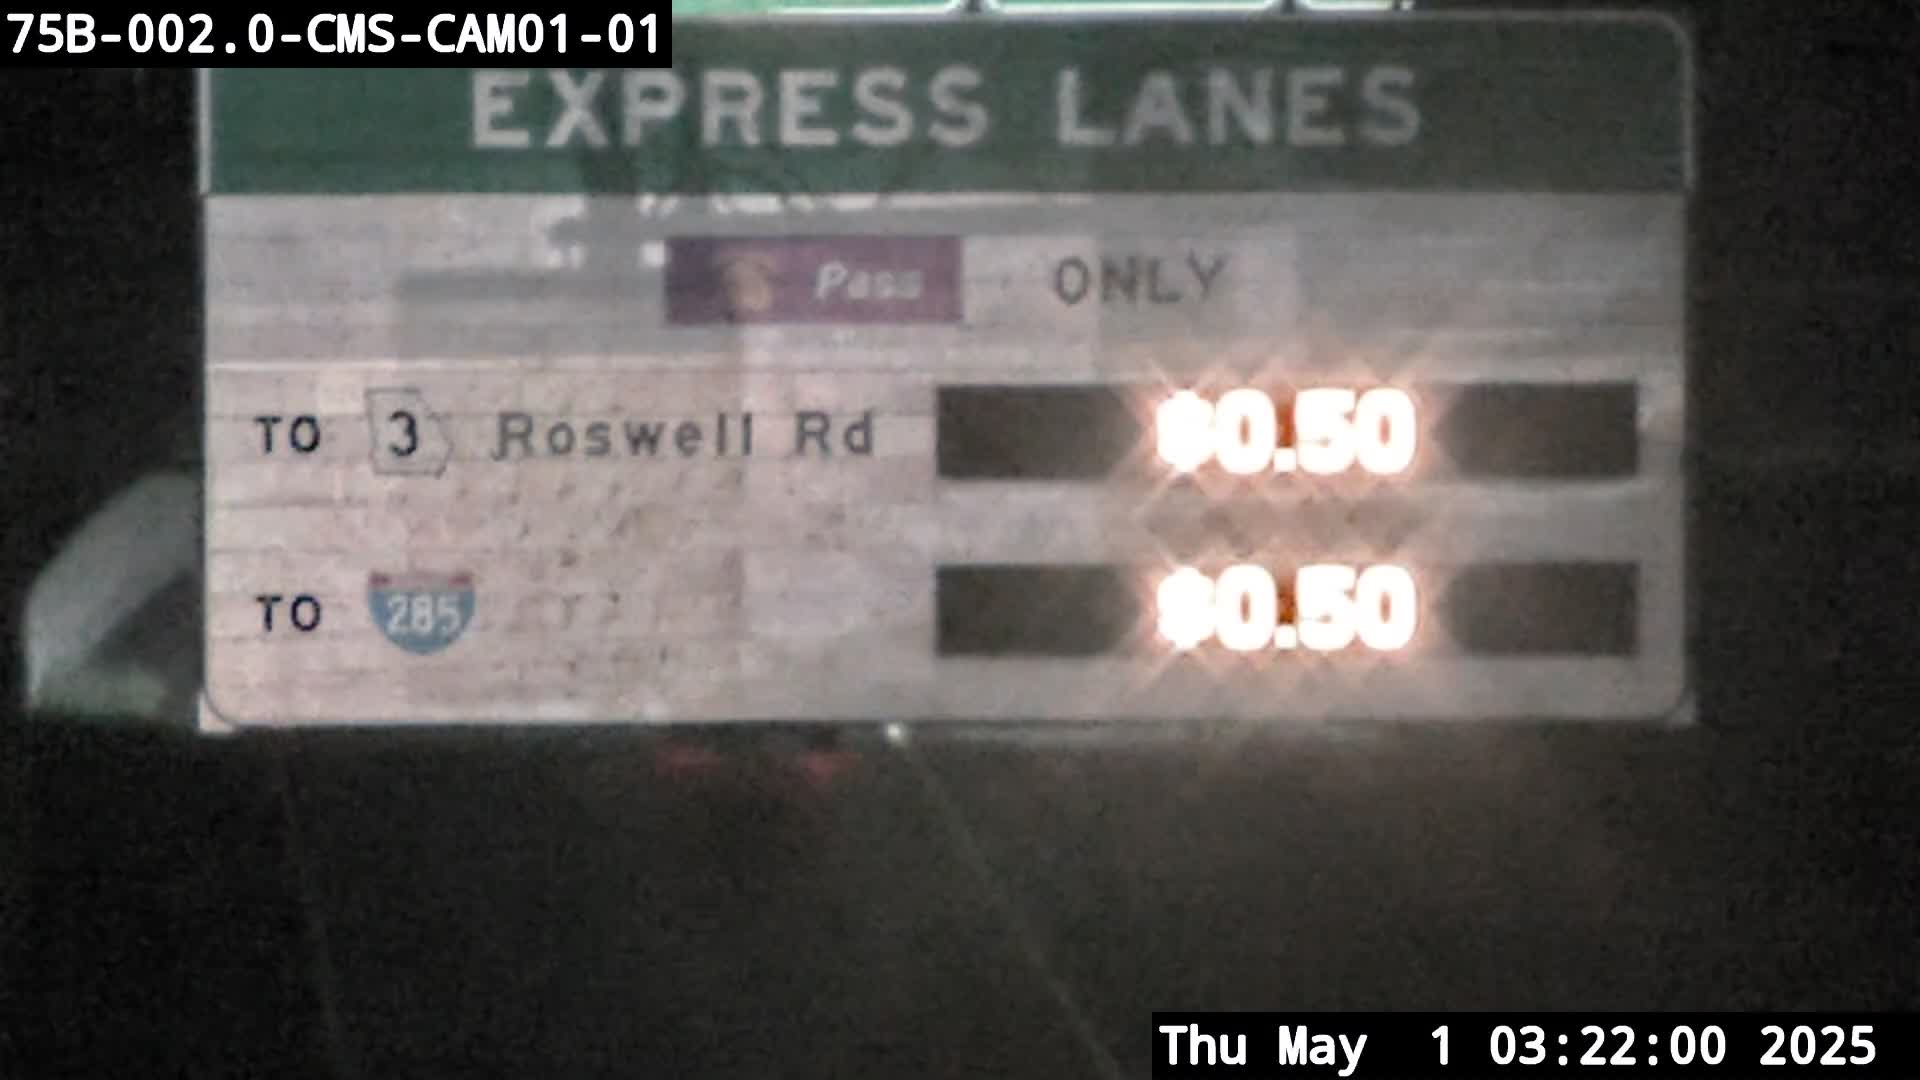 75B-002.0-CMS-CAM01-01
EXPRESS LANES
Pass ONLY
TO 3 Roswell Rd $0.50
TO 285 $0.50
Thu May 1 03:22:00 2025